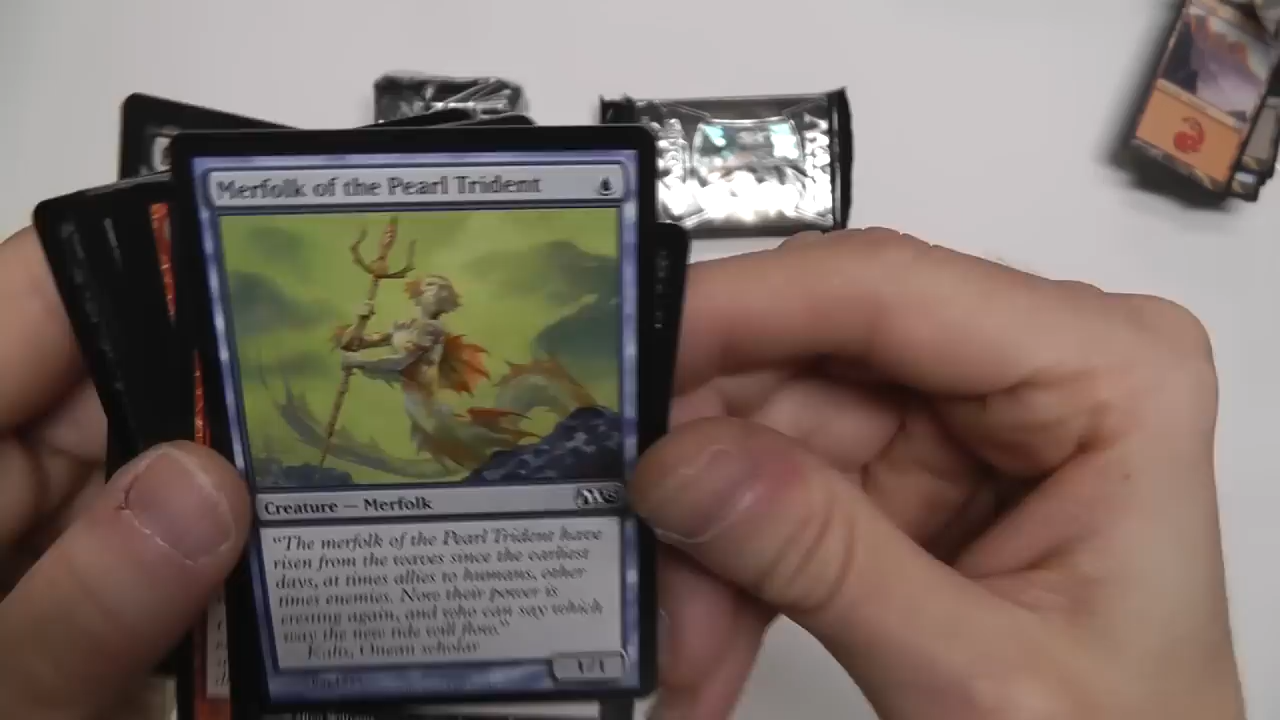 Merfolk of the Pearl Trident
Creature — Merfolk
"The merfolk of the Pearl Trident have
risen from the waves since the earliest
days, at times allies to humans, other
times enemies. Now their power is
cresting again, and who can say which
way the new tide will flow."
Kalis, Onean scholar
1/1